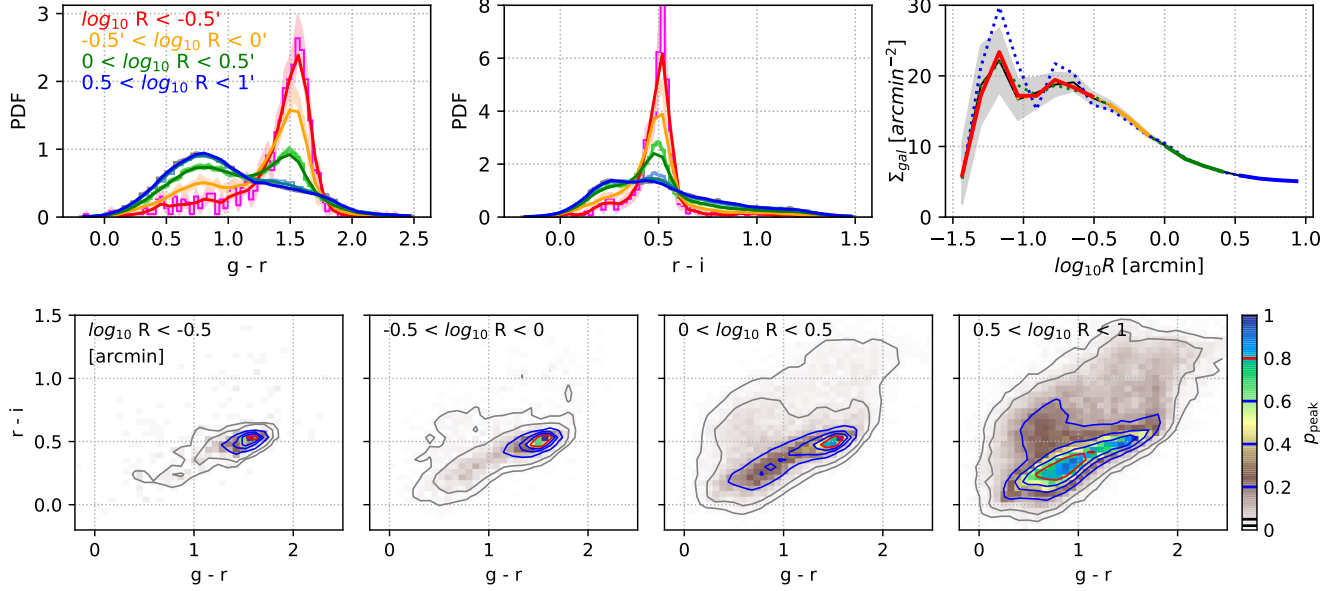 log₁₀ R < -0.5'
-0.5' < log₁₀ R < 0'
0 < log₁₀ R < 0.5'
0.5 < log₁₀ R < 1'
PDF
3
2
1
0
0.0 0.5 1.0 1.5 2.0 2.5
g - r
PDF
8
6
4
2
0
0.0 0.5 1.0 1.5
r - i
Σgal [arcmin⁻²]
30
20
10
0
−1.5 −1.0 −0.5 0.0 0.5 1.0
log₁₀R [arcmin]
r - i
1.5
1.0
0.5
0.0
log₁₀ R < -0.5
[arcmin]
0 1 2
g - r
-0.5 < log₁₀ R < 0
0 1 2
g - r
0 < log₁₀ R < 0.5
0 1 2
g - r
0.5 < log₁₀ R < 1
0 1 2
g - r
1
0.8
0.6
0.4
0.2
0
ppeak